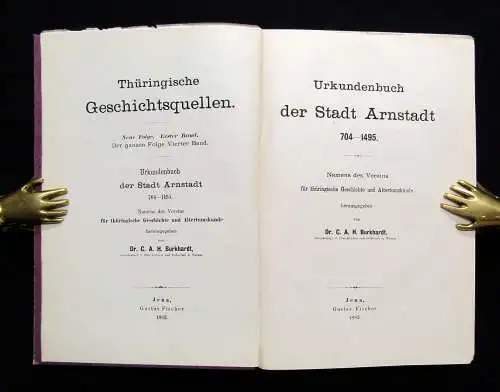 Thüringische
Geschichtsquellen.
Neue Folge. Erster Band.
Der ganzen Folge Vierter Band.
Urkundenbuch
der Stadt Arnstadt
704—1495.
Namens des Vereins
für thüringische Geschichte und Altertumskunde
herausgegeben
von
Dr. C. A. H. Burkhardt,
Jena,
Gustav Fischer
1883.
Urkundenbuch
der Stadt Arnstadt
704—1495.
Namens des Vereins
für thüringische Geschichte und Altertumskunde.
herausgegeben
von
Dr. C. A. H. Burkhardt,
Jena,
Gustav Fischer
1883.